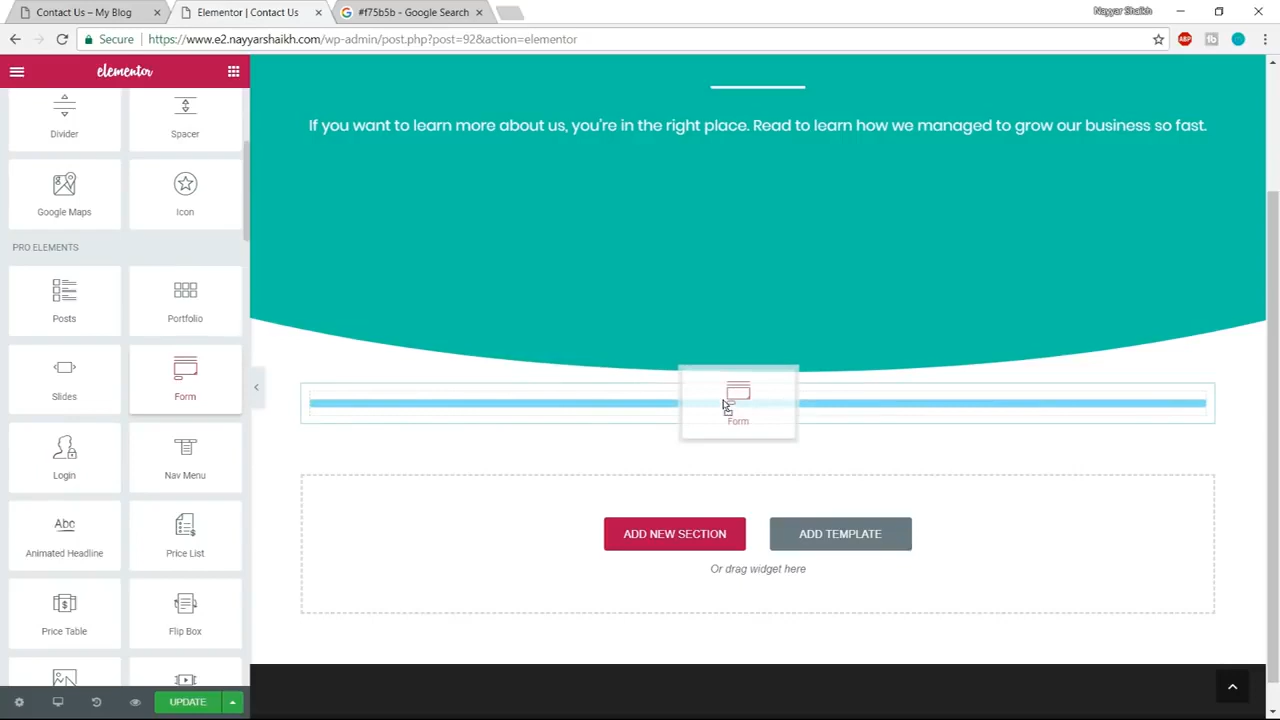 Contact Us – My Blog
Elementor | Contact Us
#f75b5b - Google Search
Nayyar Shaikh
Secure
https://www.e2.nayyarshaikh.com/wp-admin/post.php?post=92&action=elementor
ABP
fb
elementor
Divider
Spacer
Google Maps
Icon
PRO ELEMENTS
Posts
Portfolio
Slides
Form
Login
Nav Menu
Abc
Animated Headline
Price List
Price Table
Flip Box
UPDATE
If you want to learn more about us, you're in the right place. Read to learn how we managed to grow our business so fast.
Form
ADD NEW SECTION
ADD TEMPLATE
Or drag widget here